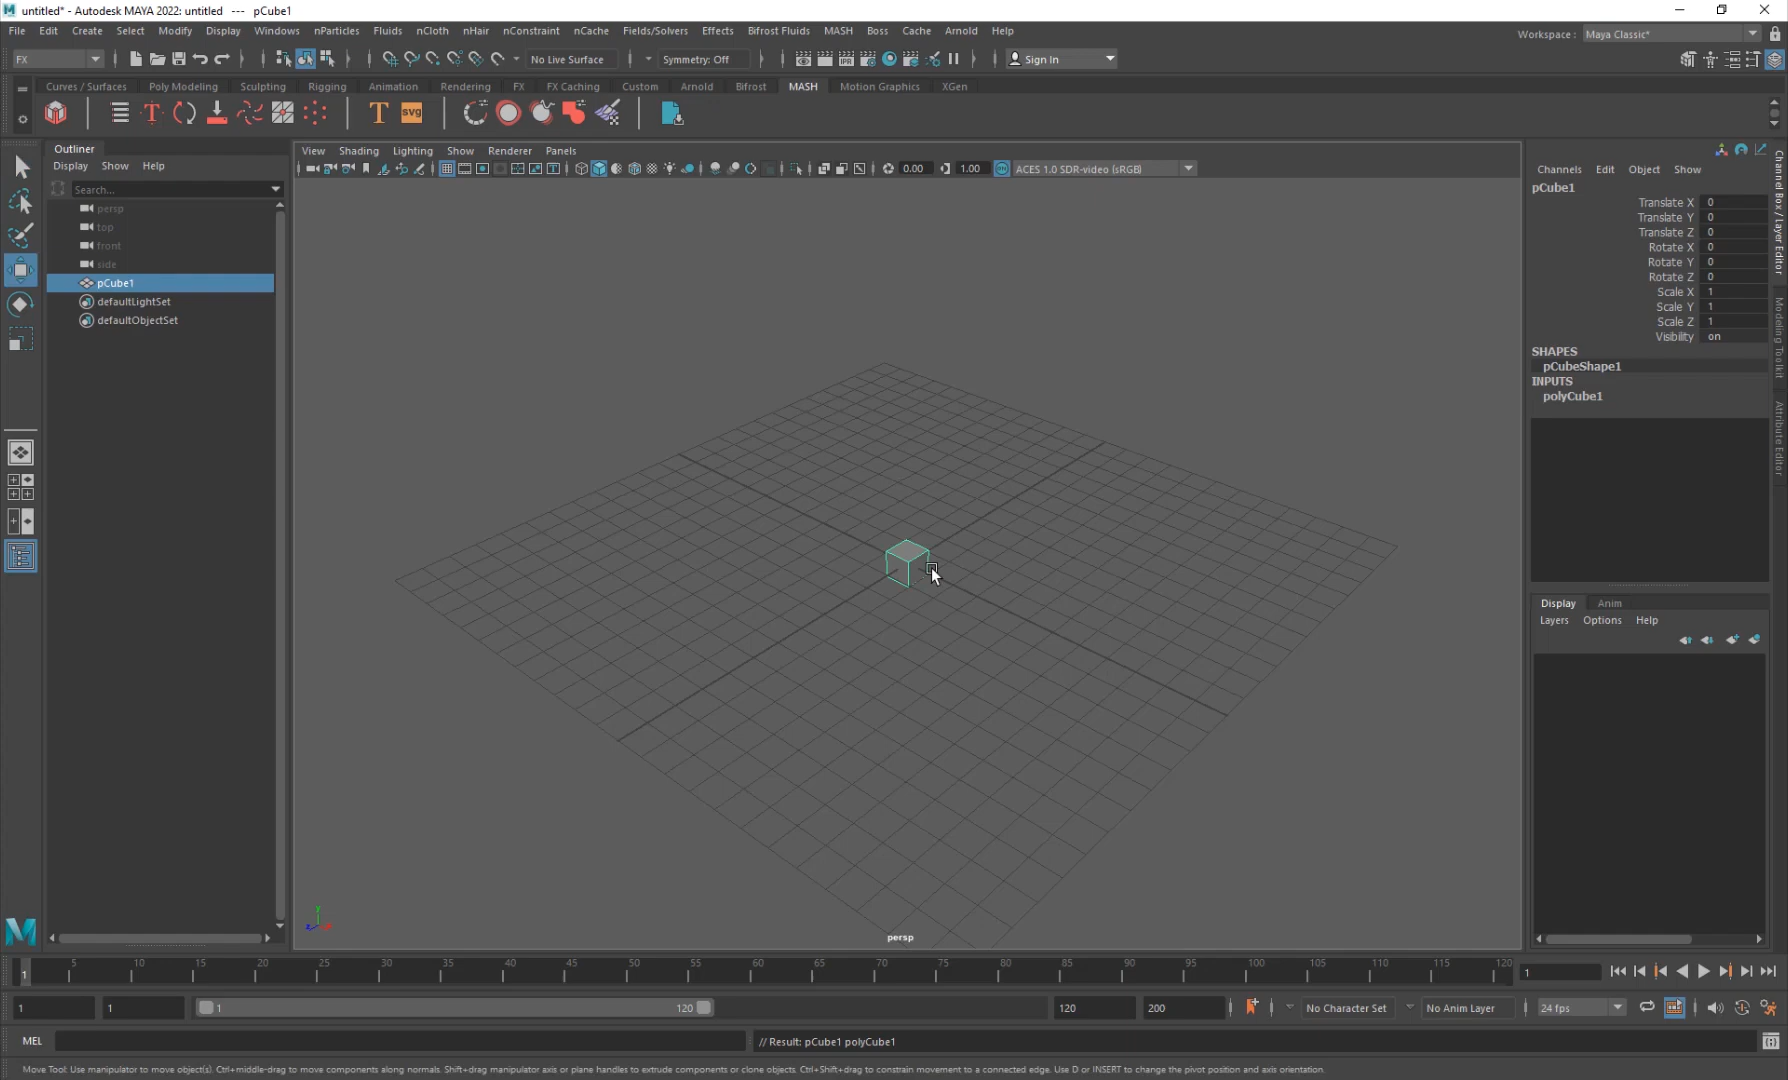 untitled* - Autodesk MAYA 2022: untitled --- pCube1
File Edit Create Select Modify Display Windows nParticles Fluids nCloth nHair nConstraint nCache Fields/Solvers Effects Bifrost Fluids MASH Boss Cache Arnold Help
Workspace : Maya Classic*
FX No Live Surface Symmetry: Off Sign In
Curves / Surfaces Poly Modeling Sculpting Rigging Animation Rendering FX FX Caching Custom Arnold Bifrost MASH Motion Graphics XGen
T T SVG
Outliner
Display Show Help
Search...
persp
top
front
side
pCube1
defaultLightSet
defaultObjectSet
View Shading Lighting Show Renderer Panels
0.00 1.00 ACES 1.0 SDR-video (sRGB)
persp
Channels Edit Object Show
pCube1
Translate X 0
Translate Y 0
Translate Z 0
Rotate X 0
Rotate Y 0
Rotate Z 0
Scale X 1
Scale Y 1
Scale Z 1
Visibility on
SHAPES
pCubeShape1
INPUTS
polyCube1
Channel Box / Layer Editor
Modeling Toolkit
Attribute Editor
Display Anim
Layers Options Help
1 5 10 15 20 25 30 35 40 45 50 55 60 65 70 75 80 85 90 95 100 105 110 115 120 1
1 1 1 120 120 200 No Character Set No Anim Layer 24 fps
MEL // Result: pCube1 polyCube1
Move Tool: Use manipulator to move object(s). Ctrl+middle-drag to move components along normals. Shift+drag manipulator axis or plane handles to extrude components or clone objects. Ctrl+Shift+drag to constrain movement to a connected edge. Use D or INSERT to change the pivot position and axis orientation.